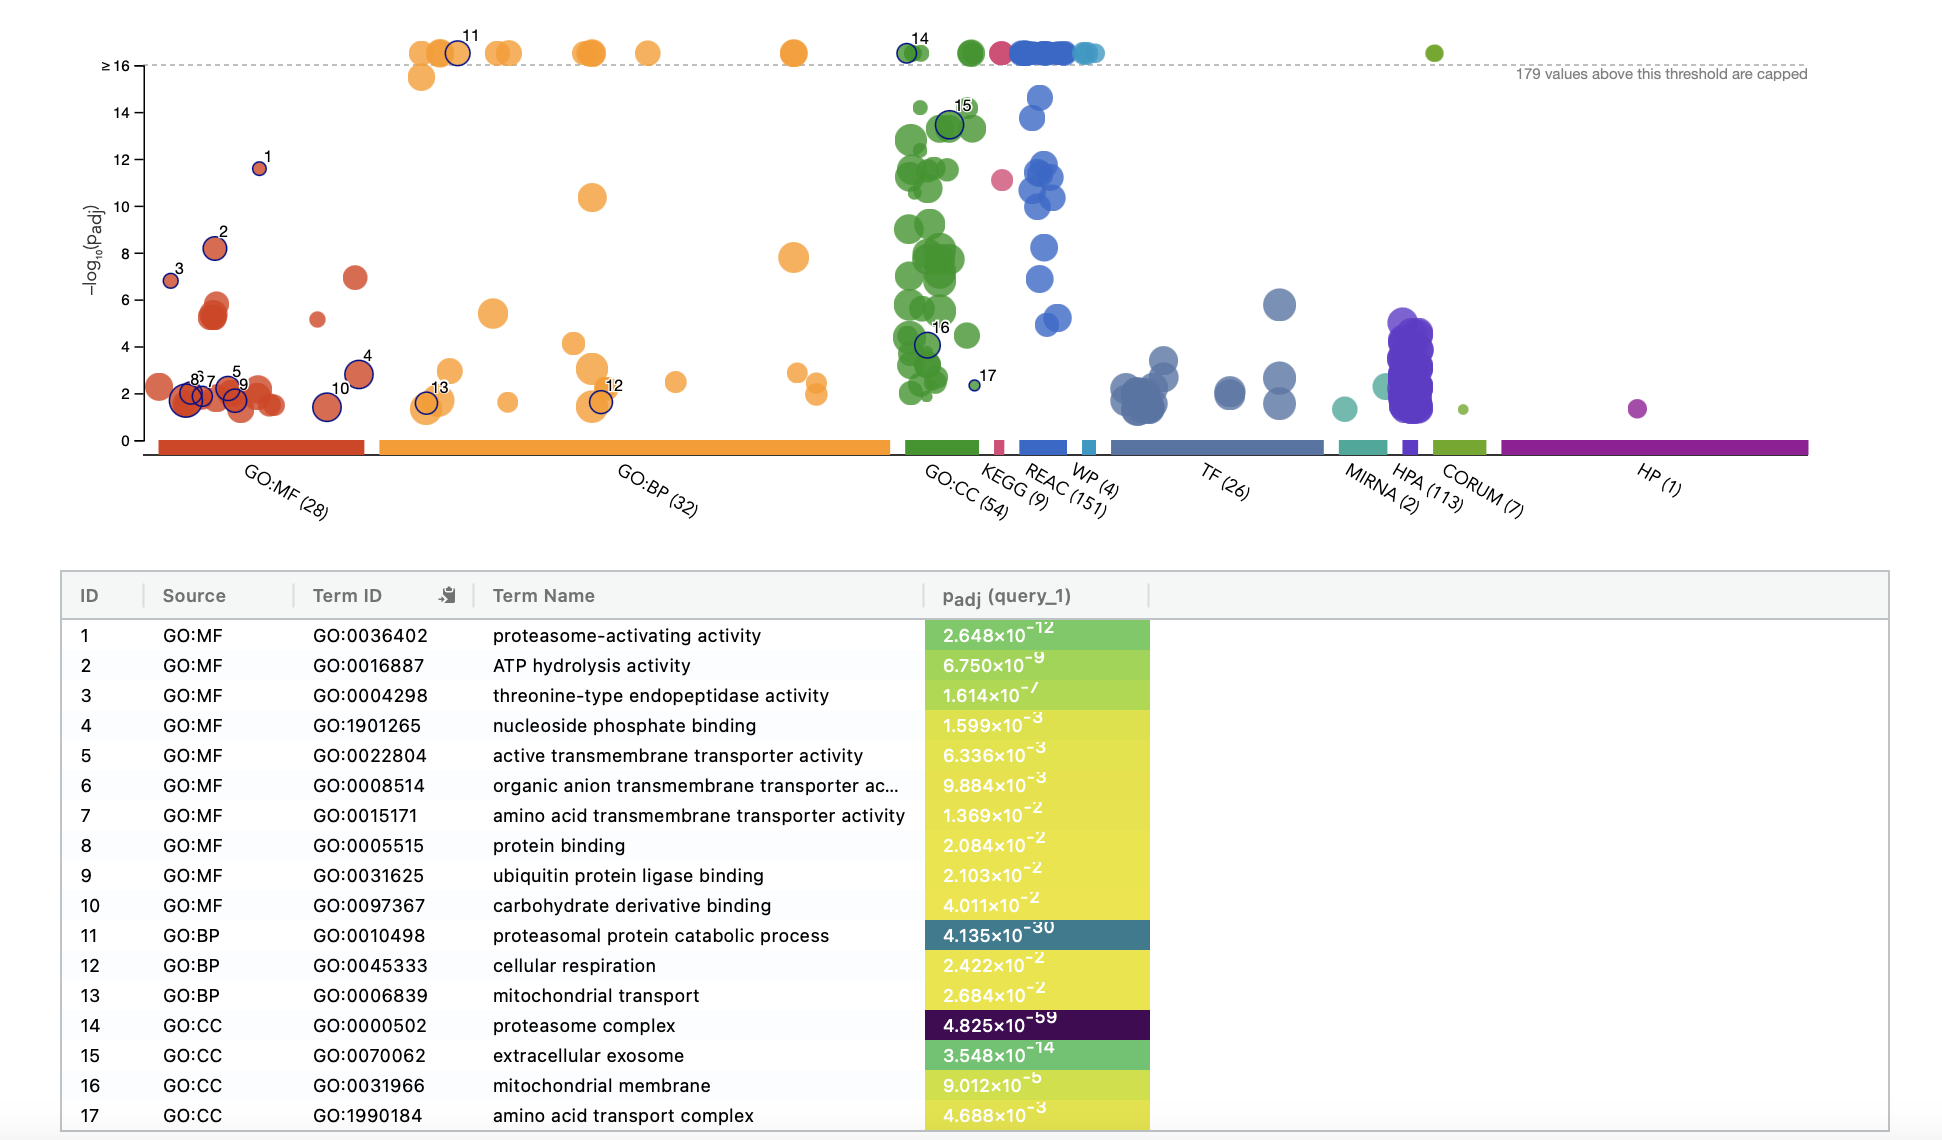 11
14
≥ 16
179 values above this threshold are capped
14
15
12
1
10
2
8
3
6
16
4
4
17
5
8 6 7
9
10
13
12
2
0
−log₁₀(padj)
GO:MF (28)
GO:BP (32)
GO:CC (54)
KEGG (9)
REAC (151)
WP (4)
TF (26)
MIRNA (2)
HPA (113)
CORUM (7)
HP (1)
ID Source Term ID Term Name padj (query_1)
1 GO:MF GO:0036402 proteasome-activating activity 2.648×10⁻¹²
2 GO:MF GO:0016887 ATP hydrolysis activity 6.750×10⁻⁹
3 GO:MF GO:0004298 threonine-type endopeptidase activity 1.614×10⁻⁷
4 GO:MF GO:1901265 nucleoside phosphate binding 1.599×10⁻³
5 GO:MF GO:0022804 active transmembrane transporter activity 6.336×10⁻³
6 GO:MF GO:0008514 organic anion transmembrane transporter ac... 9.884×10⁻³
7 GO:MF GO:0015171 amino acid transmembrane transporter activity 1.369×10⁻²
8 GO:MF GO:0005515 protein binding 2.084×10⁻²
9 GO:MF GO:0031625 ubiquitin protein ligase binding 2.103×10⁻²
10 GO:MF GO:0097367 carbohydrate derivative binding 4.011×10⁻²
11 GO:BP GO:0010498 proteasomal protein catabolic process 4.135×10⁻³⁰
12 GO:BP GO:0045333 cellular respiration 2.422×10⁻²
13 GO:BP GO:0006839 mitochondrial transport 2.684×10⁻²
14 GO:CC GO:0000502 proteasome complex 4.825×10⁻⁵⁹
15 GO:CC GO:0070062 extracellular exosome 3.548×10⁻¹⁴
16 GO:CC GO:0031966 mitochondrial membrane 9.012×10⁻⁵
17 GO:CC GO:1990184 amino acid transport complex 4.688×10⁻³